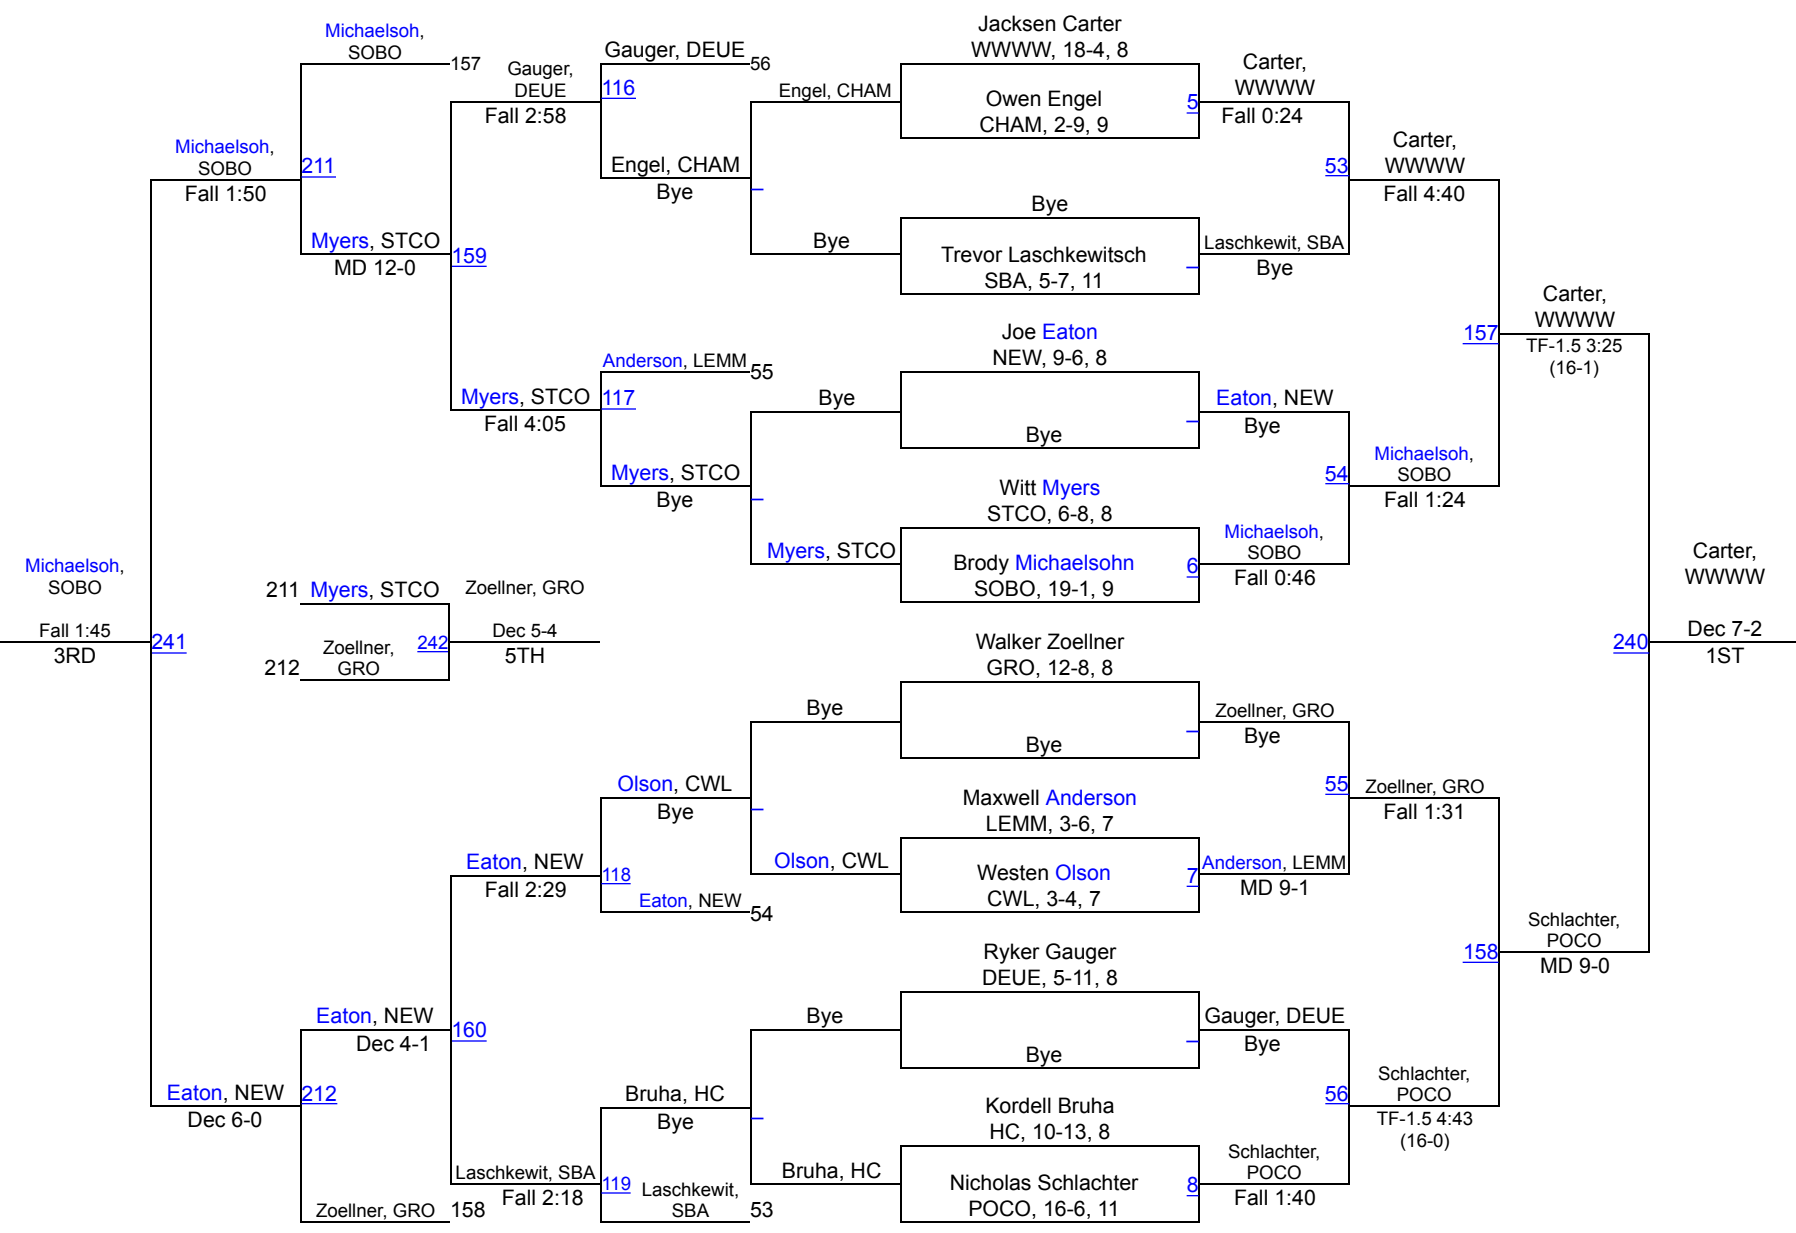 Michaelsoh,
SOBO
157
Michaelsoh,
SOBO
Fall 1:50
211
Myers, STCO
MD 12-0
Gauger,
DEUE
Fall 2:58
159
Myers, STCO
Fall 4:05
Gauger, DEUE
56
116
Engel, CHAM
Bye
Anderson, LEMM
55
117
Myers, STCO
Bye
Engel, CHAM
Bye
Bye
Myers, STCO
Jacksen Carter
WWWW, 18-4, 8
Owen Engel
CHAM, 2-9, 9
5
Bye
Trevor Laschkewitsch
SBA, 5-7, 11
Joe Eaton
NEW, 9-6, 8
Bye
Witt Myers
STCO, 6-8, 8
Brody Michaelsohn
SOBO, 19-1, 9
6
Carter,
WWWW
Fall 0:24
53
Laschkewit, SBA
Bye
Eaton, NEW
Bye
54
Michaelsoh,
SOBO
Fall 0:46
Carter,
WWWW
Fall 4:40
157
Michaelsoh,
SOBO
Fall 1:24
Carter,
WWWW
TF-1.5 3:25
(16-1)
Michaelsoh,
SOBO
Fall 1:45
3RD
241
211
Myers, STCO
Zoellner,
GRO
212
242
Zoellner, GRO
Dec 5-4
5TH
240
Carter,
WWWW
Dec 7-2
1ST
Eaton, NEW
Dec 6-0
212
Eaton, NEW
Dec 4-1
Zoellner, GRO
158
160
Eaton, NEW
Fall 2:29
Laschkewit, SBA
Fall 2:18
Olson, CWL
Bye
118
Eaton, NEW
54
Bruha, HC
Bye
119
Laschkewit,
SBA
53
Bye
Olson, CWL
Bye
Bruha, HC
Walker Zoellner
GRO, 12-8, 8
Bye
Maxwell Anderson
LEMM, 3-6, 7
Westen Olson
CWL, 3-4, 7
7
Ryker Gauger
DEUE, 5-11, 8
Bye
Kordell Bruha
HC, 10-13, 8
Nicholas Schlachter
POCO, 16-6, 11
8
Zoellner, GRO
Bye
55
Anderson, LEMM
MD 9-1
Gauger, DEUE
Bye
56
Schlachter,
POCO
Fall 1:40
Zoellner, GRO
Fall 1:31
158
Schlachter,
POCO
TF-1.5 4:43
(16-0)
Schlachter,
POCO
MD 9-0